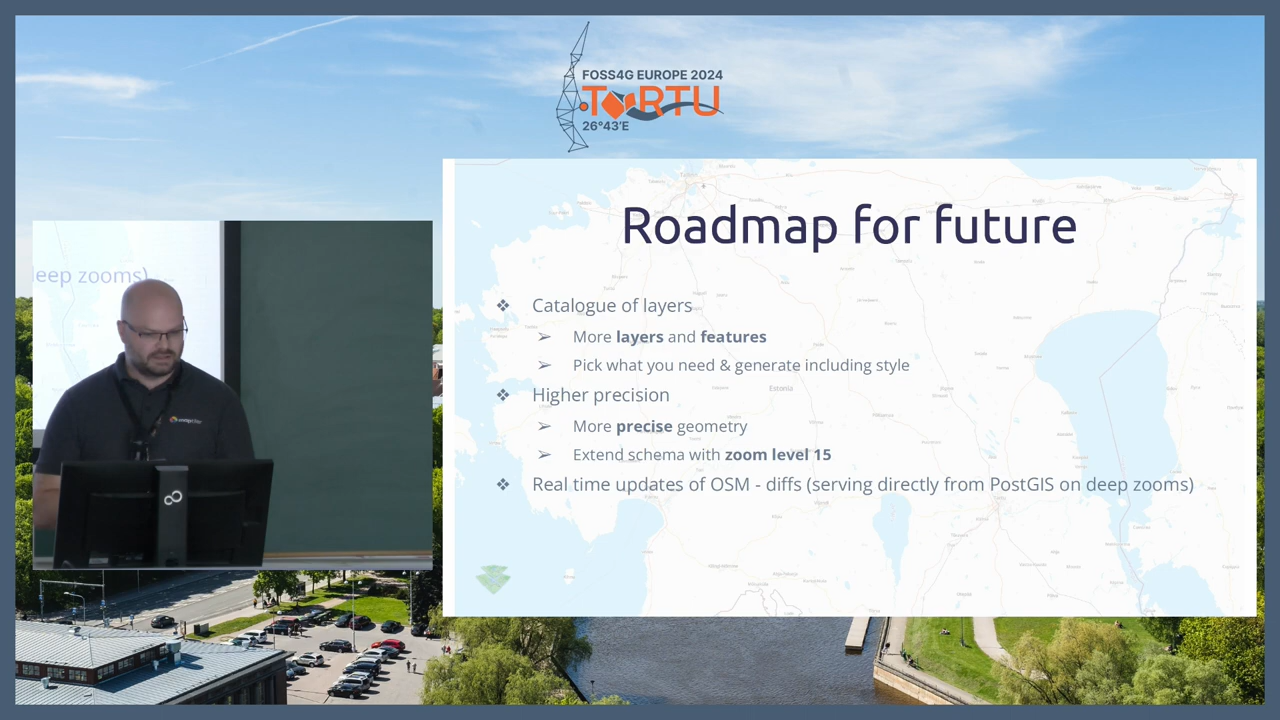 FOSS4G EUROPE 2024
TARTU
26°43'E
eep zooms)
Roadmap for future
❖ Catalogue of layers
➢ More layers and features
➢ Pick what you need & generate including style
❖ Higher precision
➢ More precise geometry
➢ Extend schema with zoom level 15
❖ Real time updates of OSM - diffs (serving directly from PostGIS on deep zooms)
Estonia